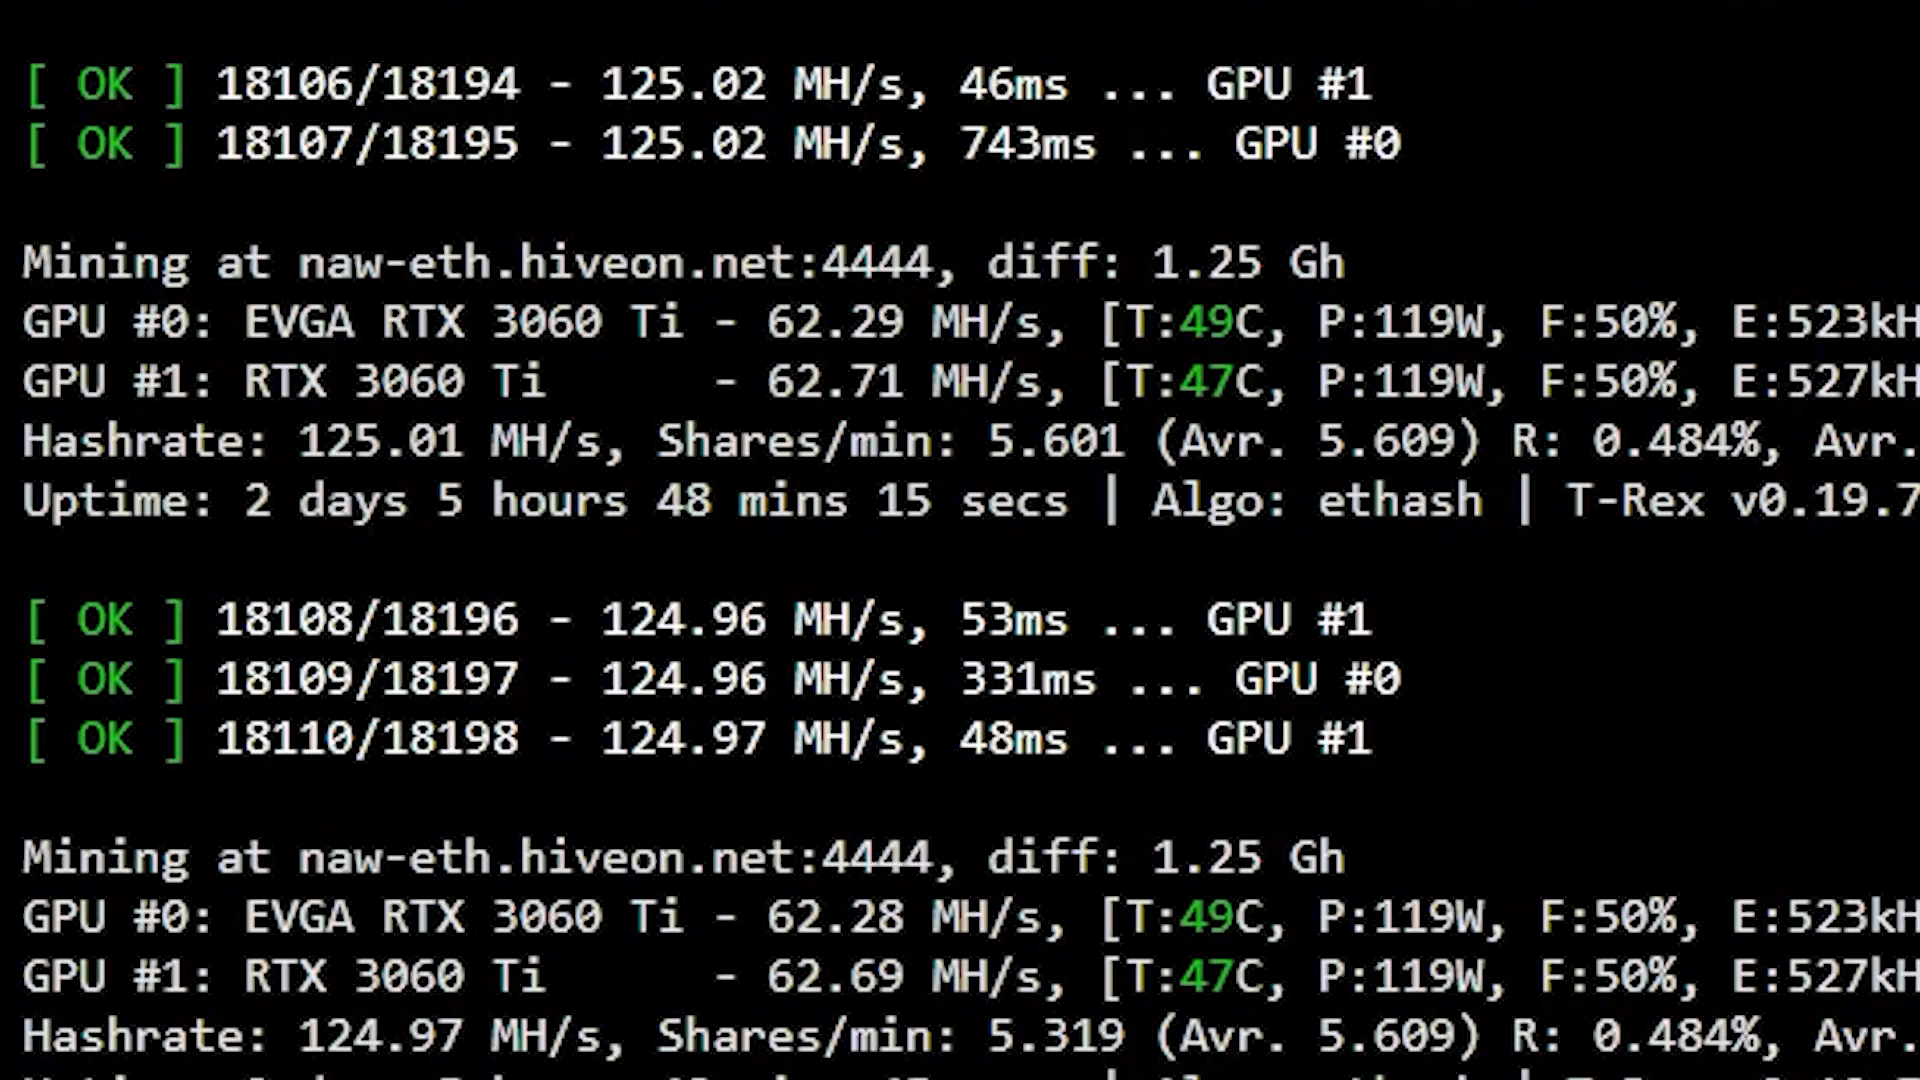 [ OK ] 18106/18194 - 125.02 MH/s, 46ms ... GPU #1
[ OK ] 18107/18195 - 125.02 MH/s, 743ms ... GPU #0
Mining at naw-eth.hiveon.net:4444, diff: 1.25 Gh
GPU #0: EVGA RTX 3060 Ti - 62.29 MH/s, [T:49C, P:119W, F:50%, E:523kH
GPU #1: RTX 3060 Ti - 62.71 MH/s, [T:47C, P:119W, F:50%, E:527kH
Hashrate: 125.01 MH/s, Shares/min: 5.601 (Avr. 5.609) R: 0.484%, Avr.
Uptime: 2 days 5 hours 48 mins 15 secs | Algo: ethash | T-Rex v0.19.7
[ OK ] 18108/18196 - 124.96 MH/s, 53ms ... GPU #1
[ OK ] 18109/18197 - 124.96 MH/s, 331ms ... GPU #0
[ OK ] 18110/18198 - 124.97 MH/s, 48ms ... GPU #1
Mining at naw-eth.hiveon.net:4444, diff: 1.25 Gh
GPU #0: EVGA RTX 3060 Ti - 62.28 MH/s, [T:49C, P:119W, F:50%, E:523kH
GPU #1: RTX 3060 Ti - 62.69 MH/s, [T:47C, P:119W, F:50%, E:527kH
Hashrate: 124.97 MH/s, Shares/min: 5.319 (Avr. 5.609) R: 0.484%, Avr.